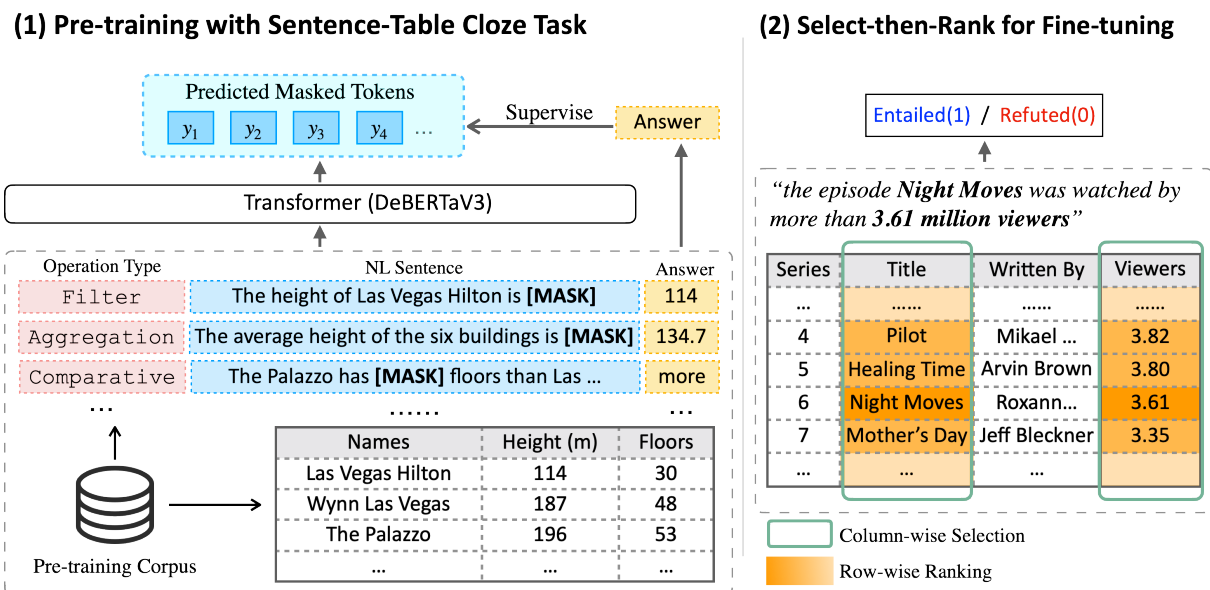 (1) Pre-training with Sentence-Table Cloze Task
Predicted Masked Tokens
y1 y2 y3 y4 ...
Supervise
Answer
Transformer (DeBERTaV3)
Operation Type NL Sentence Answer
Filter The height of Las Vegas Hilton is [MASK] 114
Aggregation The average height of the six buildings is [MASK] 134.7
Comparative The Palazzo has [MASK] floors than Las ... more
... ...... ...
Names Height (m) Floors
Las Vegas Hilton 114 30
Wynn Las Vegas 187 48
The Palazzo 196 53
... ... ...
Pre-training Corpus
(2) Select-then-Rank for Fine-tuning
Entailed(1) / Refuted(0)
“the episode Night Moves was watched by
more than 3.61 million viewers”
Series Title Written By Viewers
... ...... ...... ......
4 Pilot Mikael ... 3.82
5 Healing Time Arvin Brown 3.80
6 Night Moves Roxann... 3.61
7 Mother’s Day Jeff Bleckner 3.35
... ... ...
Column-wise Selection
Row-wise Ranking